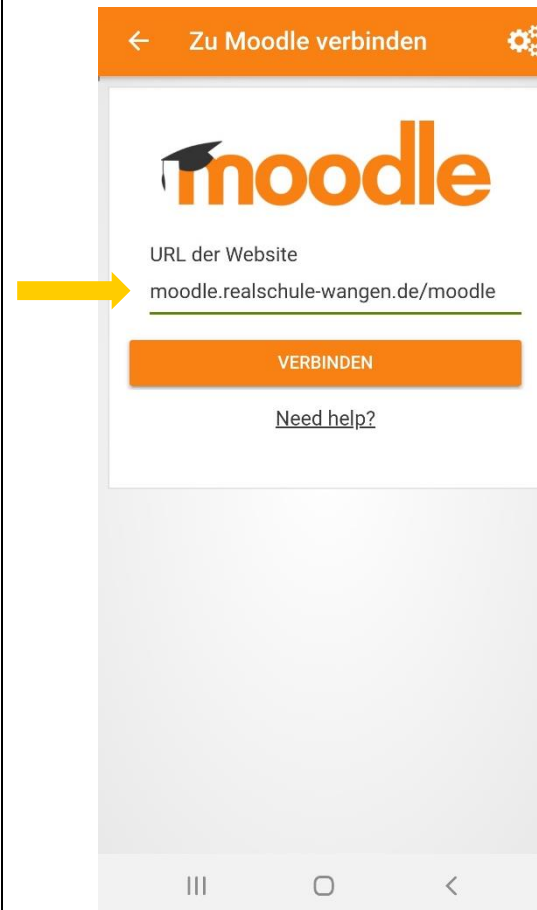 Zu Moodle verbinden
moodle
URL der Website
moodle.realschule-wangen.de/moodle
VERBINDEN
Need help?